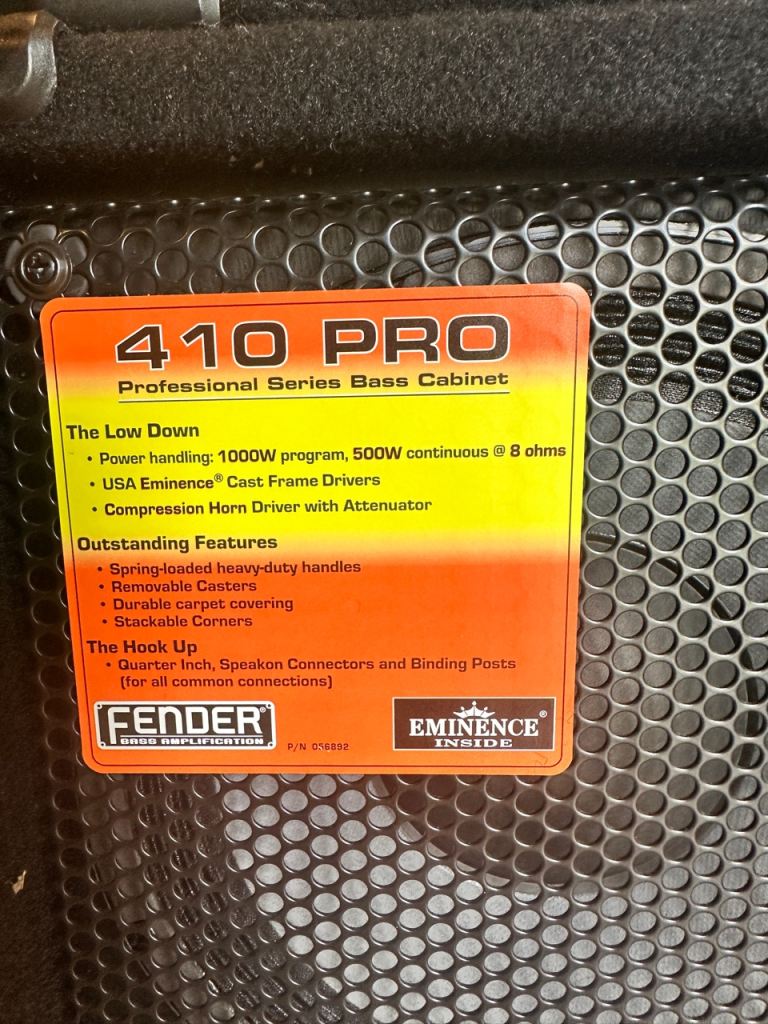 410 PRO
Professional Series Bass Cabinet
The Low Down
• Power handling: 1000W program, 500W continuous @ 8 ohms
• USA Eminence® Cast Frame Drivers
• Compression Horn Driver with Attenuator
Outstanding Features
• Spring-loaded heavy-duty handles
• Removable Casters
• Durable carpet covering
• Stackable Corners
The Hook Up
• Quarter Inch, Speakon Connectors and Binding Posts
(for all common connections)
FENDER®
BASS AMPLIFICATION
P/N 056892
EMINENCE®
INSIDE